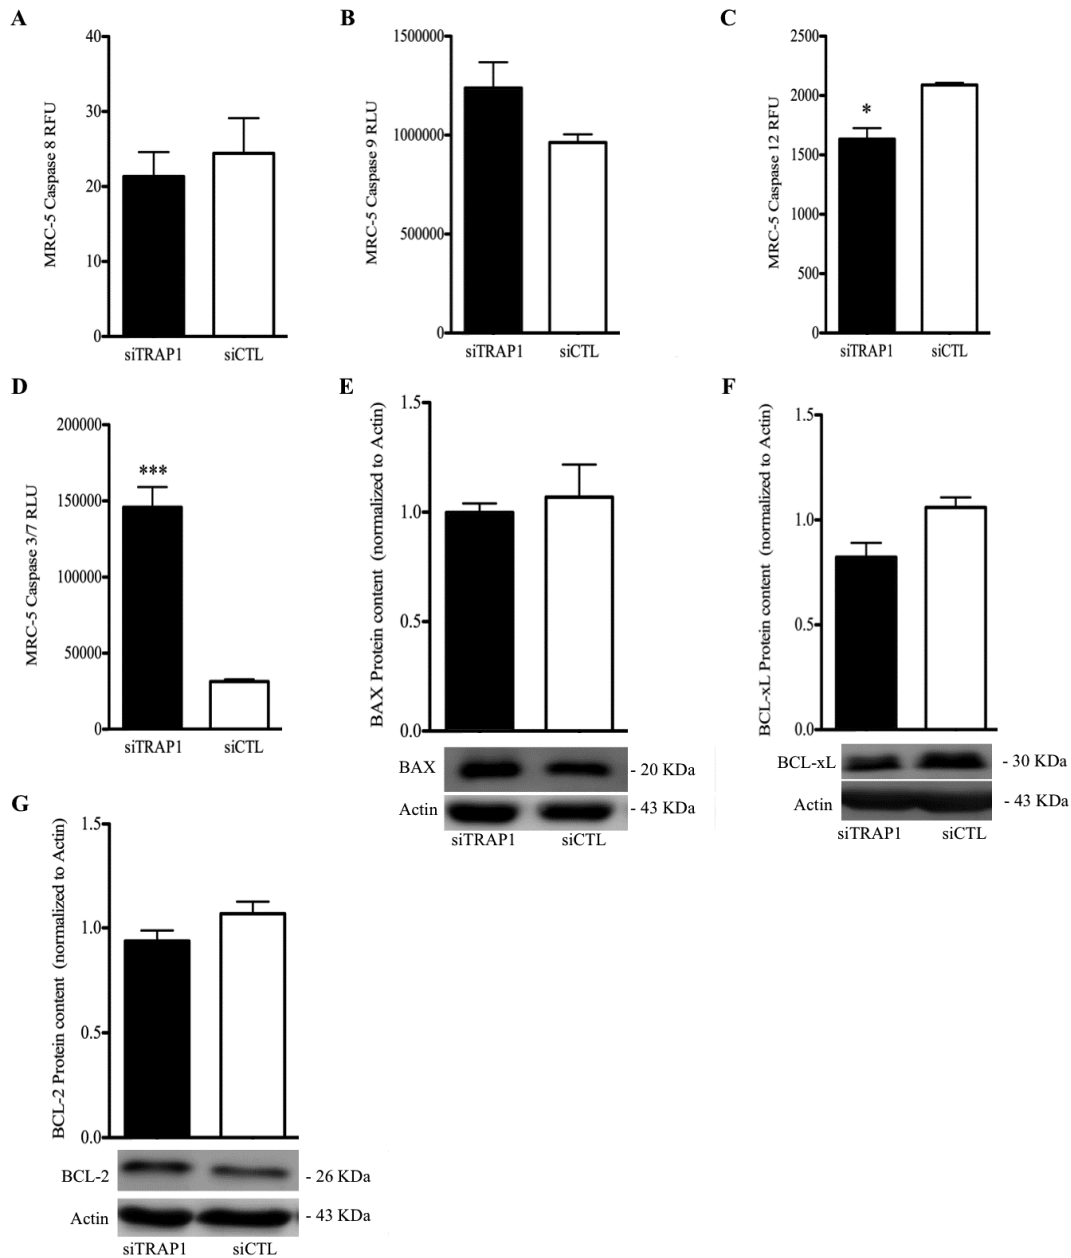 A
MRC-5 Caspase 8 RFU
40
30
20
10
0
siTRAP1 siCTL
B
MRC-5 Caspase 9 RLU
1500000
1000000
500000
0
siTRAP1 siCTL
C
MRC-5 Caspase 12 RFU
2500
2000
1500
1000
500
0
*
siTRAP1 siCTL
D
MRC-5 Caspase 3/7 RLU
200000
150000
100000
50000
0
***
siTRAP1 siCTL
E
BAX Protein content (normalized to Actin)
1.5
1.0
0.5
0.0
BAX - 20 KDa
Actin - 43 KDa
siTRAP1 siCTL
F
BCL-xL Protein content (normalized to Actin)
1.5
1.0
0.5
0.0
BCL-xL - 30 KDa
Actin - 43 KDa
siTRAP1 siCTL
G
BCL-2 Protein content (normalized to Actin)
1.5
1.0
0.5
0.0
BCL-2 - 26 KDa
Actin - 43 KDa
siTRAP1 siCTL